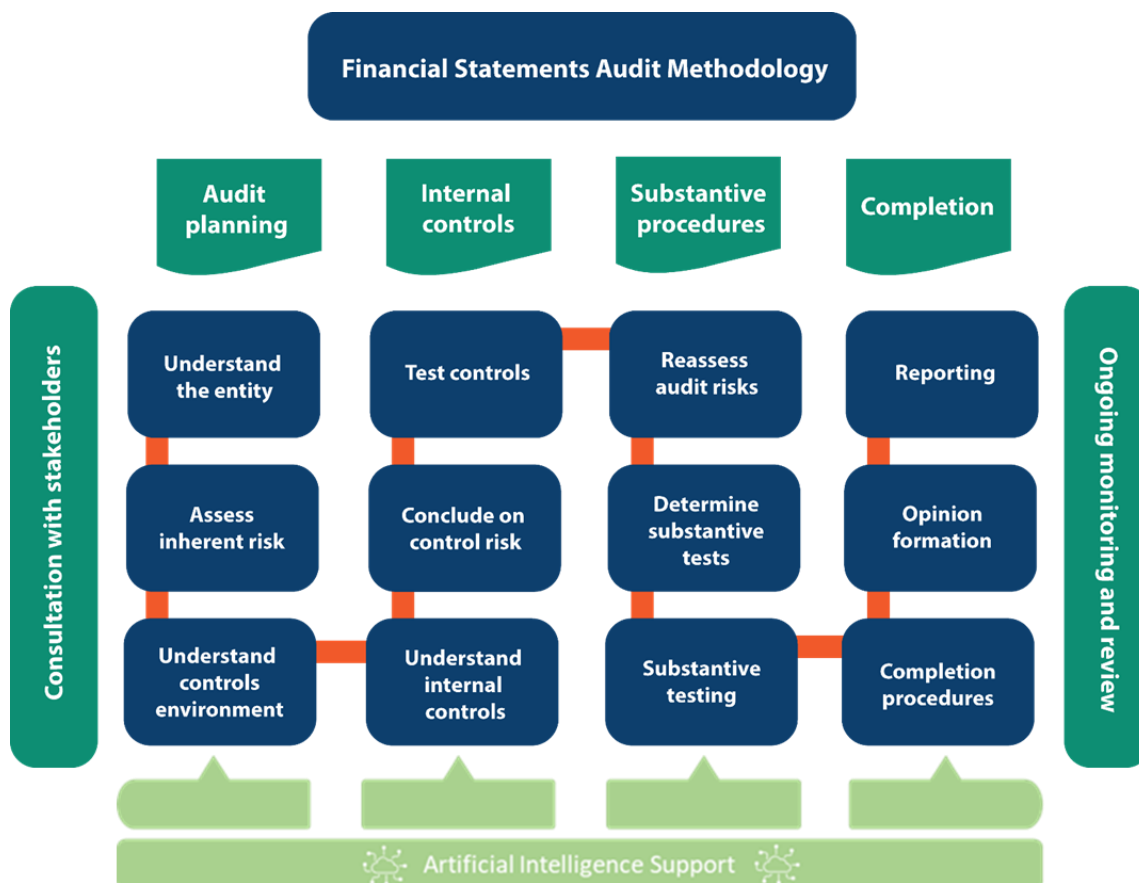 Financial Statements Audit Methodology
Audit
planning
Internal
controls
Substantive
procedures
Completion
Consultation with stakeholders
Understand
the entity
Test controls
Reassess
audit risks
Reporting
Assess
inherent risk
Conclude on
control risk
Determine
substantive
tests
Opinion
formation
Understand
controls
environment
Understand
internal
controls
Substantive
testing
Completion
procedures
Ongoing monitoring and review
Artificial Intelligence Support